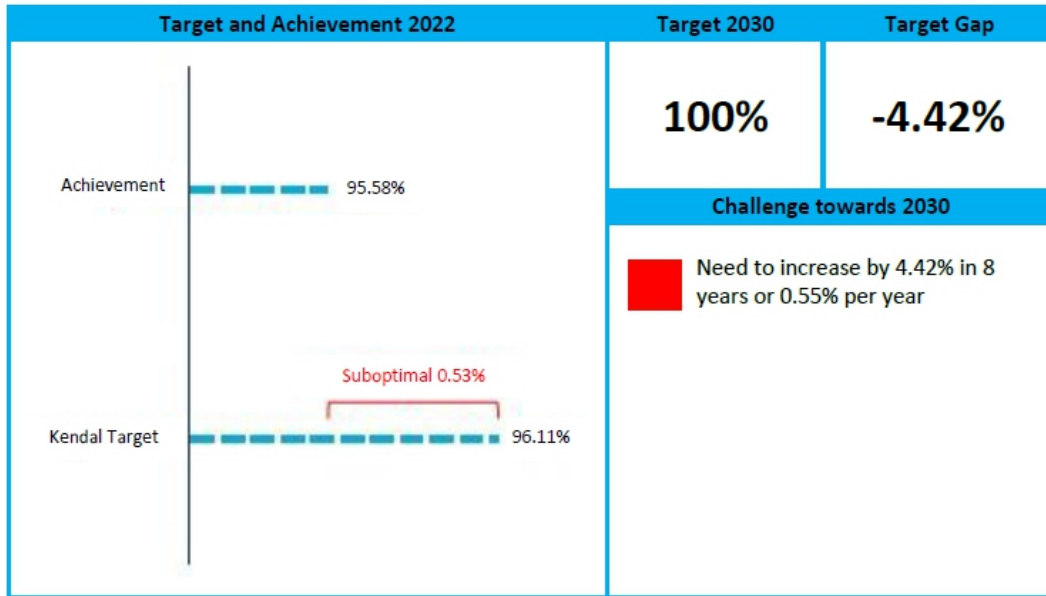 Target and Achievement 2022
Achievement
95.58%
Suboptimal 0.53%
Kendal Target
96.11%
Target 2030
100%
Target Gap
-4.42%
Challenge towards 2030
Need to increase by 4.42% in 8
years or 0.55% per year